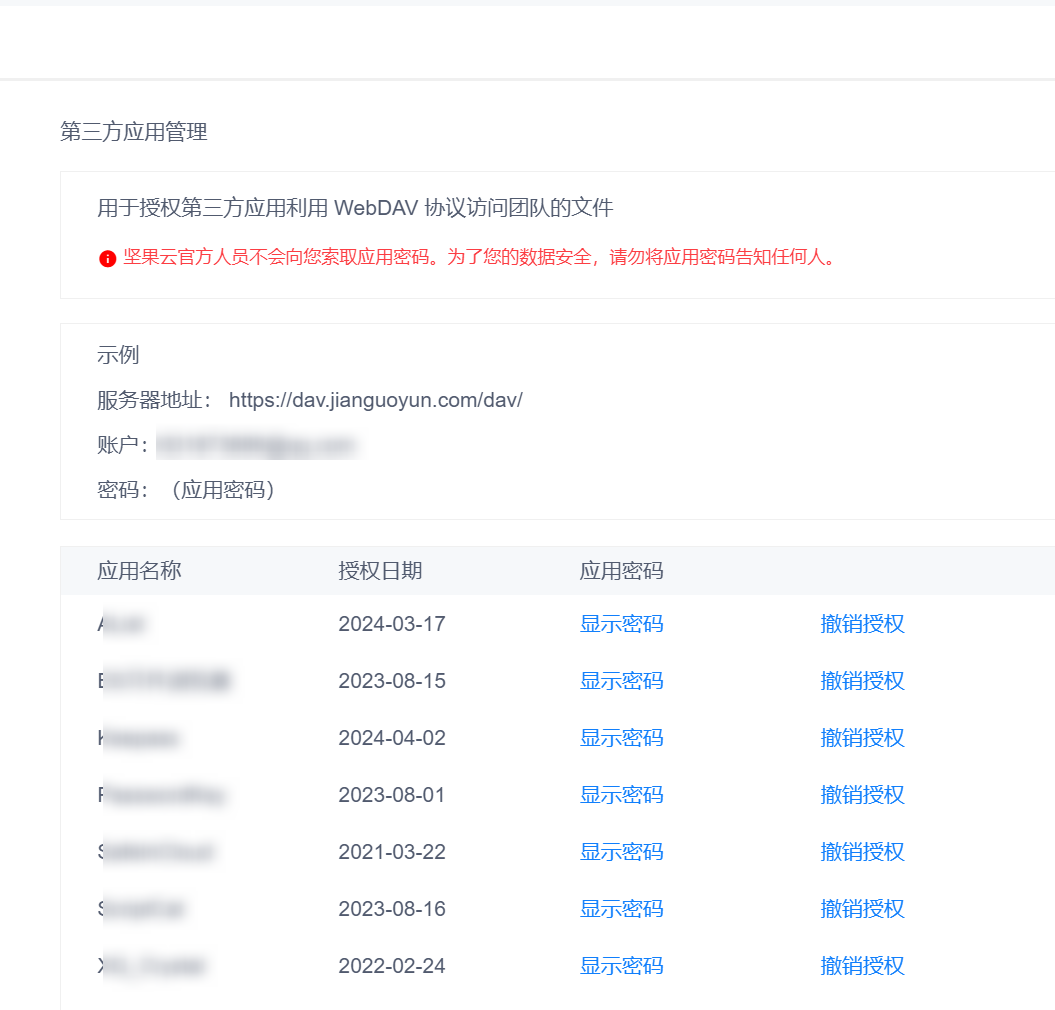 第三方应用管理
用于授权第三方应用利用 WebDAV 协议访问团队的文件
坚果云官方人员不会向您索取应用密码。为了您的数据安全，请勿将应用密码告知任何人。
示例
服务器地址： https://dav.jianguoyun.com/dav/
账户：
密码： （应用密码）
应用名称 授权日期 应用密码
2024-03-17 显示密码 撤销授权
2023-08-15 显示密码 撤销授权
2024-04-02 显示密码 撤销授权
2023-08-01 显示密码 撤销授权
2021-03-22 显示密码 撤销授权
2023-08-16 显示密码 撤销授权
2022-02-24 显示密码 撤销授权